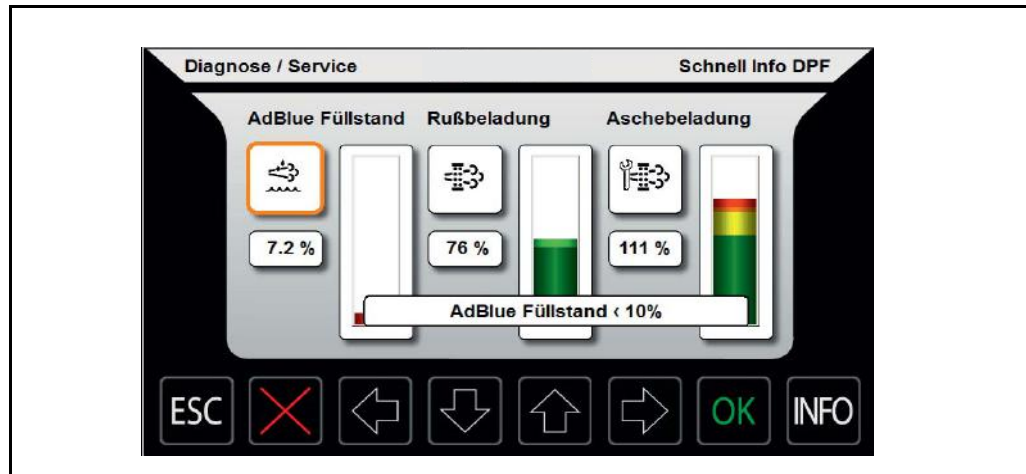 Diagnose / Service Schnell Info DPF
AdBlue Füllstand Rußbeladung Aschebeladung
7.2 % 76 % 111 %
AdBlue Füllstand ‹ 10%
ESC OK INFO